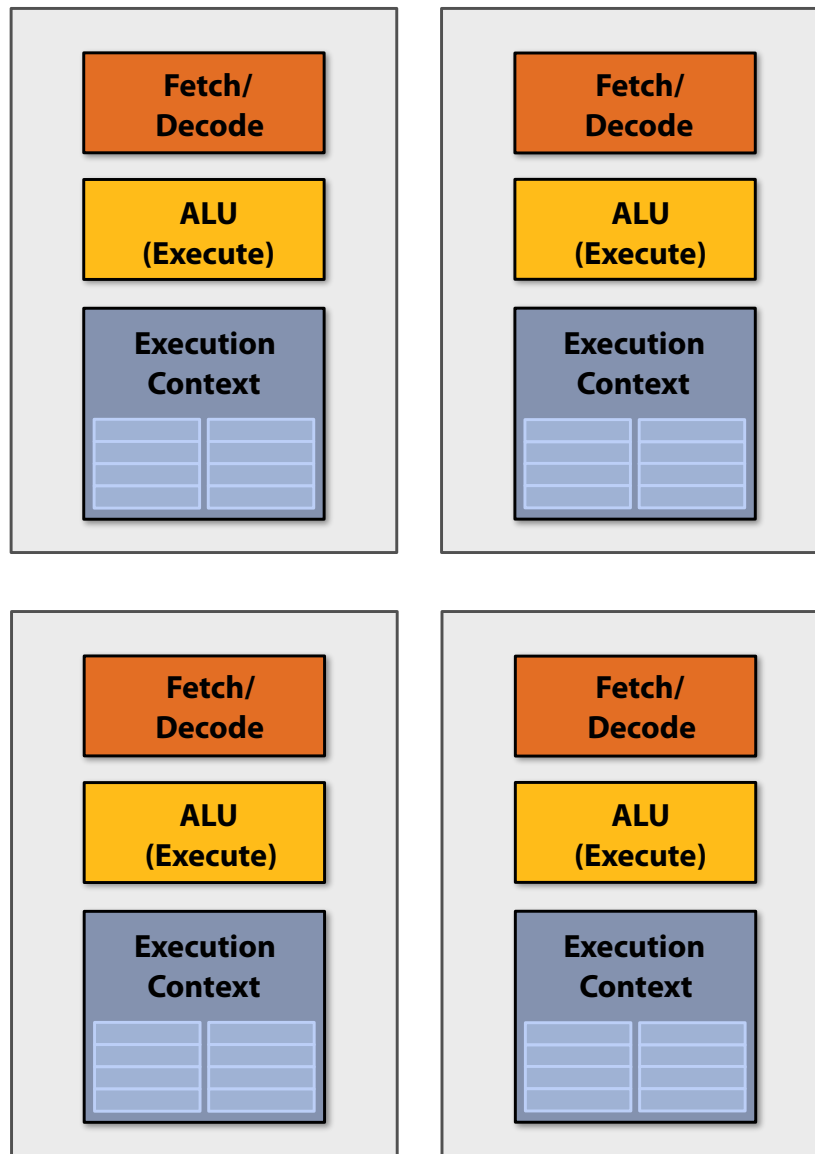 Fetch/
Decode
ALU
(Execute)
Execution
Context
Fetch/
Decode
ALU
(Execute)
Execution
Context
Fetch/
Decode
ALU
(Execute)
Execution
Context
Fetch/
Decode
ALU
(Execute)
Execution
Context